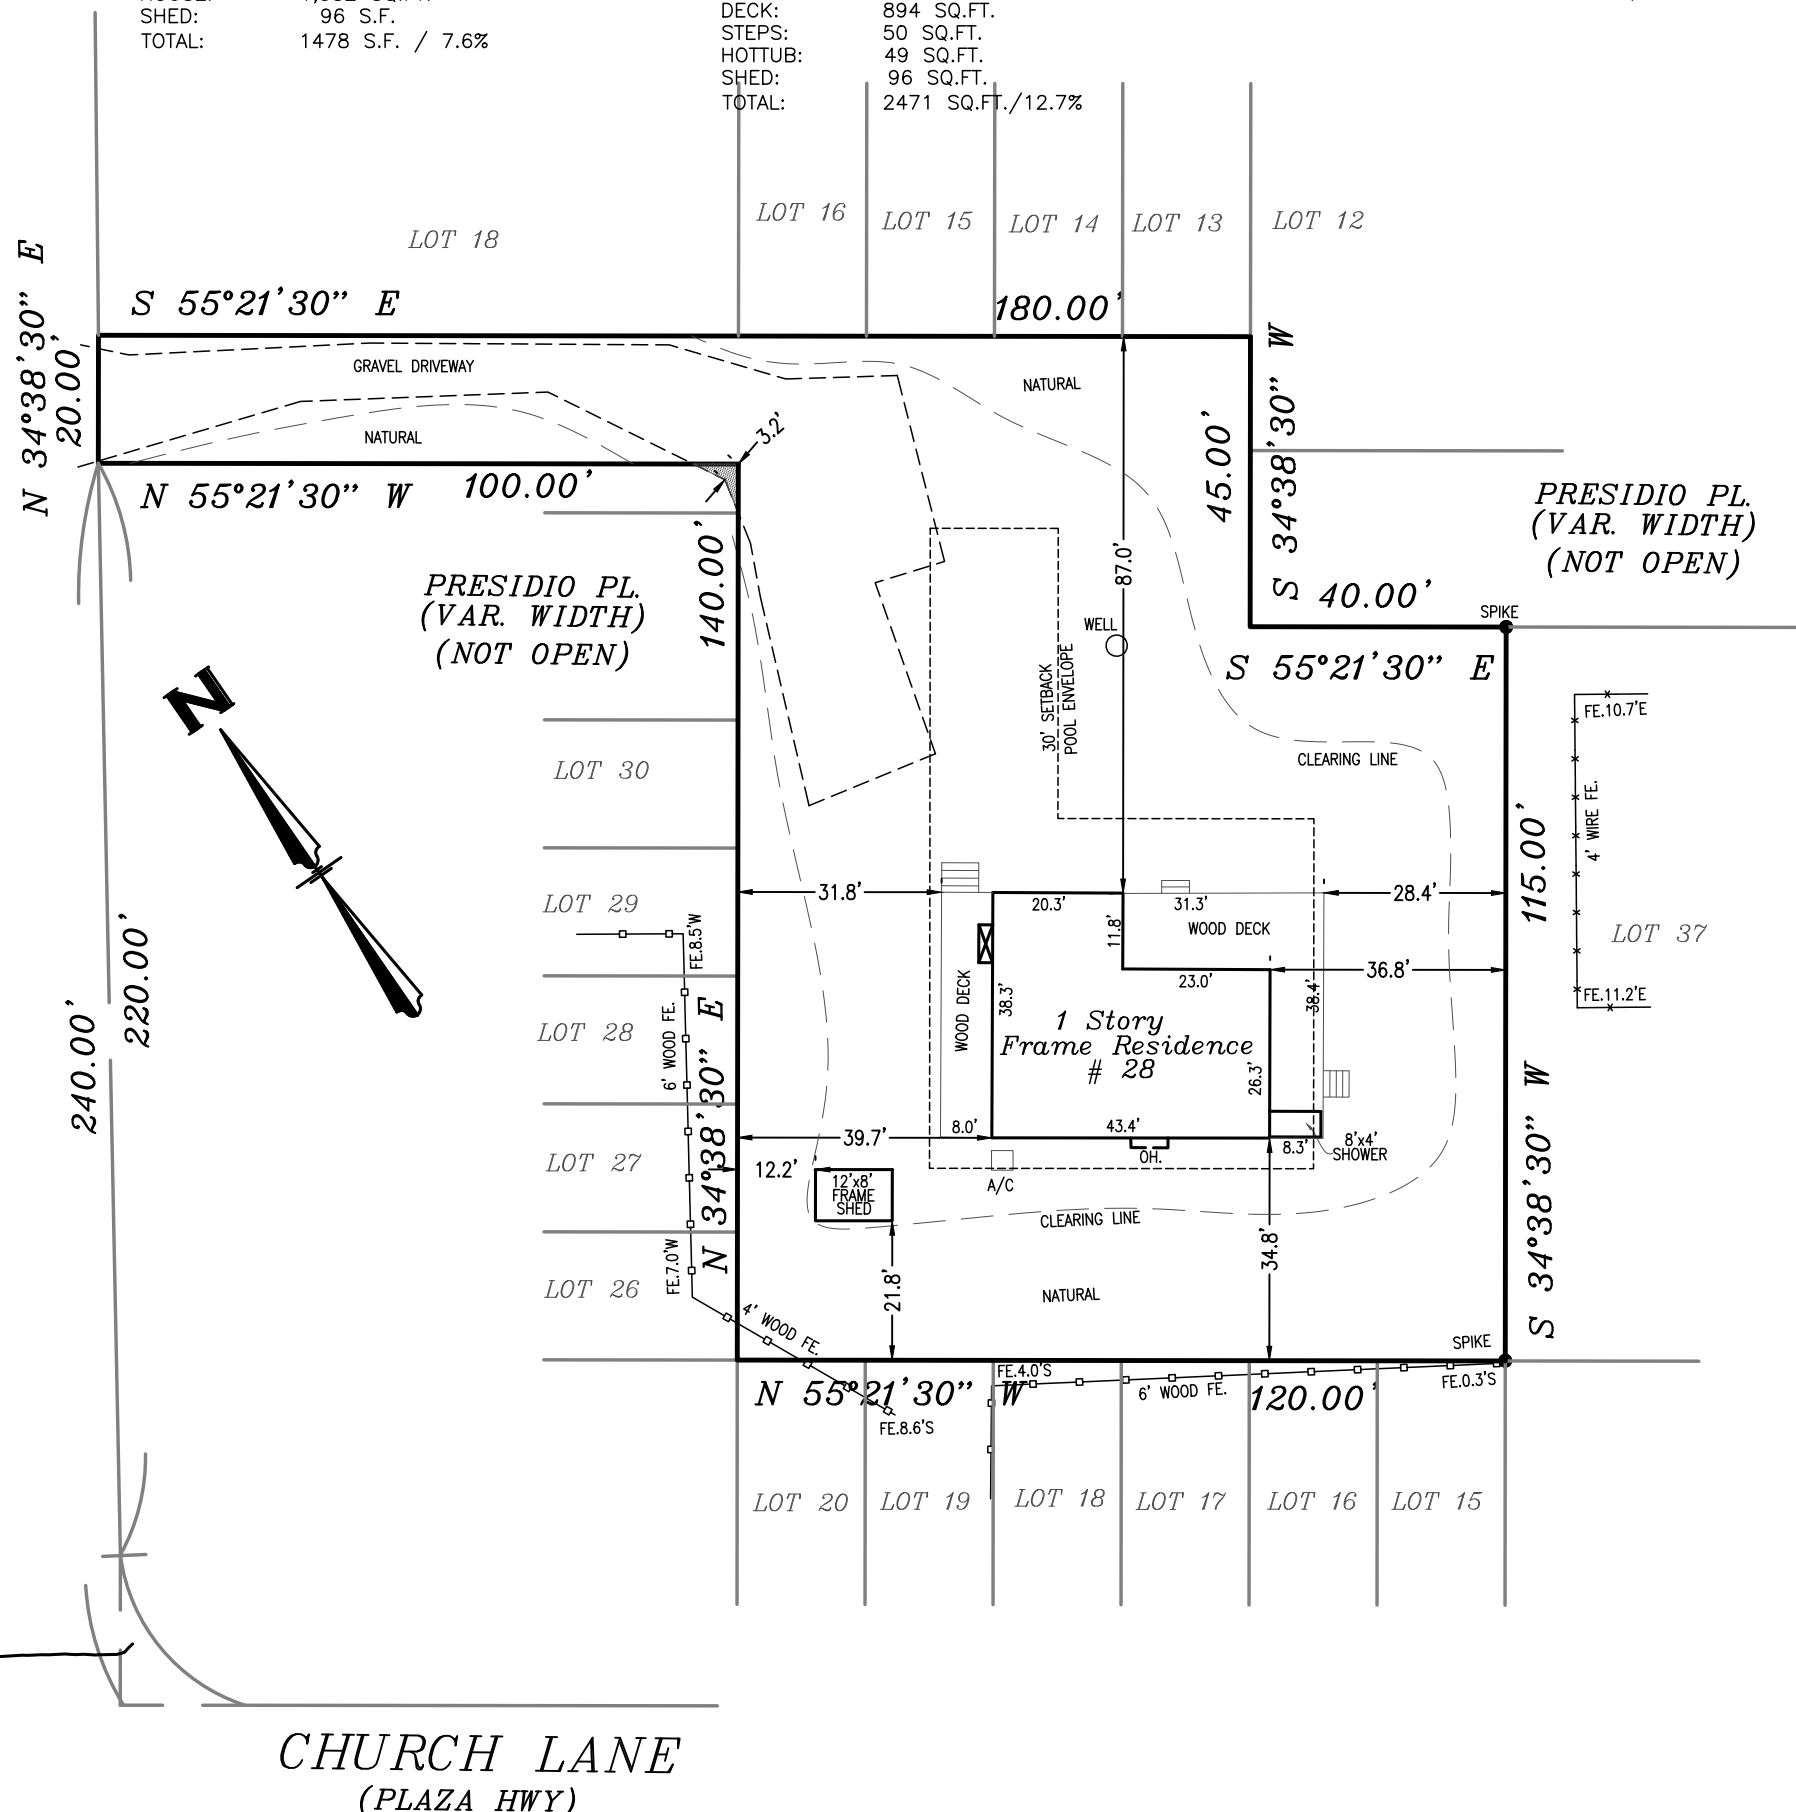 SHED: 96 S.F.
TOTAL: 1478 S.F. / 7.6%
DECK: 894 SQ.FT.
STEPS: 50 SQ.FT.
HOTTUB: 49 SQ.FT.
SHED: 96 SQ.FT.
TOTAL: 2471 SQ.FT./12.7%
LOT 18
LOT 16
LOT 15
LOT 14
LOT 13
LOT 12
N 34°38'30" E
20.00'
S 55°21'30" E
180.00'
GRAVEL DRIVEWAY
NATURAL
NATURAL
3.2'
N 55°21'30" W
100.00'
45.00'
S 34°38'30" W
PRESIDIO PL.
(VAR. WIDTH)
(NOT OPEN)
PRESIDIO PL.
(VAR. WIDTH)
(NOT OPEN)
140.00'
87.0'
40.00'
SPIKE
WELL
S 55°21'30" E
30' SETBACK
POOL ENVELOPE
N
FE.10.7'E
4' WIRE FE.
FE.11.2'E
LOT 37
CLEARING LINE
LOT 30
LOT 29
LOT 28
LOT 27
LOT 26
115.00'
S 34°38'30" W
31.8'
20.3'
31.3'
28.4'
11.8'
WOOD DECK
36.8'
23.0'
WOOD DECK
38.3'
38.4'
1 Story
Frame Residence
# 28
26.3'
FE.8.5'W
6' WOOD FE.
FE.7.0'W
N 34°38'30" E
220.00'
240.00'
39.7'
8.0'
43.4'
8.3'
8'x4'
SHOWER
OH.
A/C
12.2'
12'x8'
FRAME
SHED
CLEARING LINE
21.8'
34.8'
NATURAL
4' WOOD FE.
SPIKE
FE.4.0'S
6' WOOD FE.
FE.0.3'S
N 55°21'30" W
120.00'
FE.8.6'S
LOT 20
LOT 19
LOT 18
LOT 17
LOT 16
LOT 15
CHURCH LANE
(PLAZA HWY)